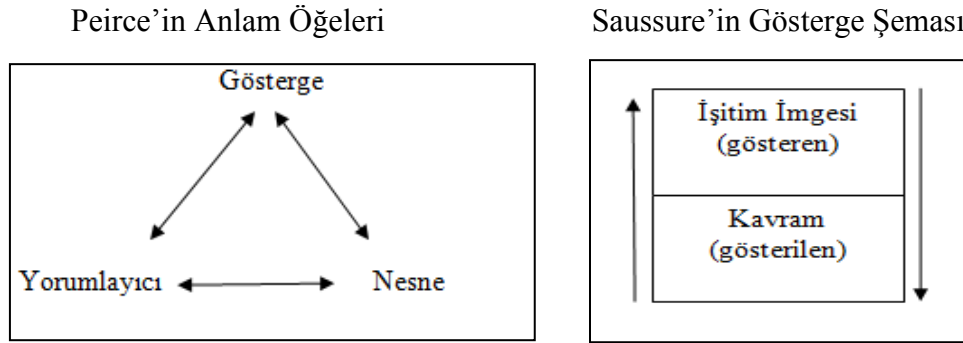 Peirce’in Anlam Öğeleri
Saussure’in Gösterge Şeması
Gösterge
Yorumlayıcı
Nesne
İşitim İmgesi
(gösteren)
Kavram
(gösterilen)